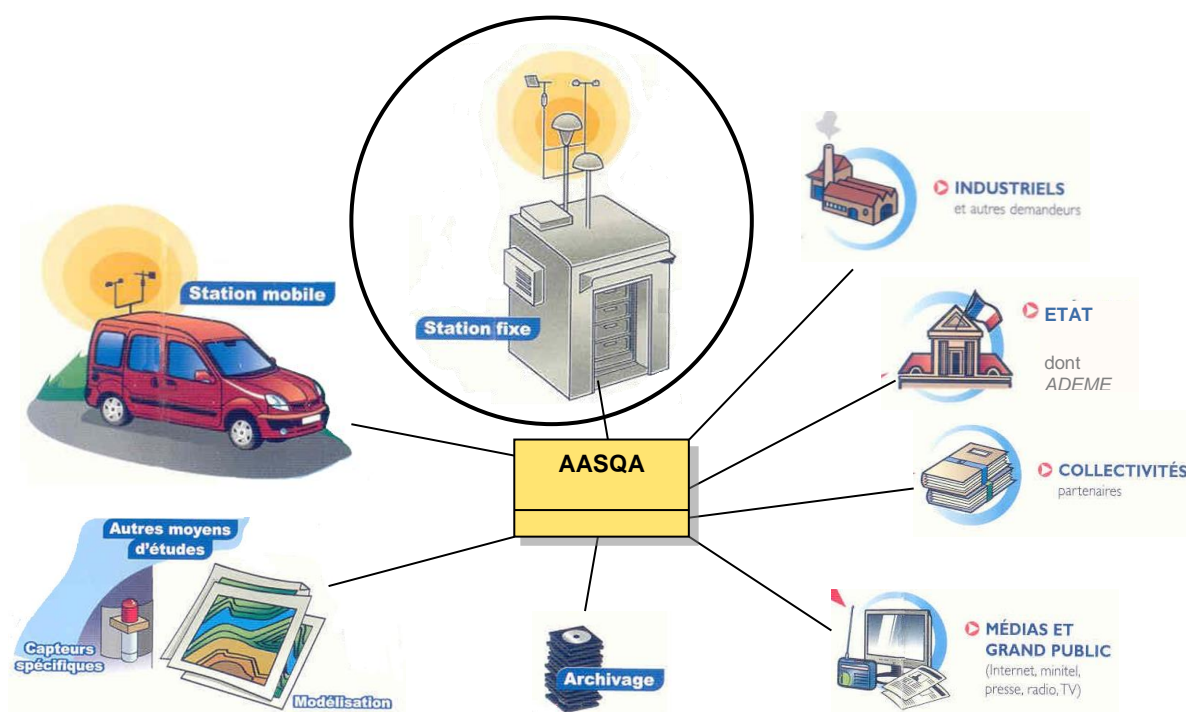 INDUSTRIELS
et autres demandeurs
Station mobile
Station fixe
ETÁT
dont
ADEME
AASQA
COLLECTIVITÉS
partenaires
Autres moyens
d'études
Capteurs
spécifiques
Modélisation
Archivage
MÉDIAS ET
GRAND PUBLIC
(Internet, minitel,
presse, radio, TV)